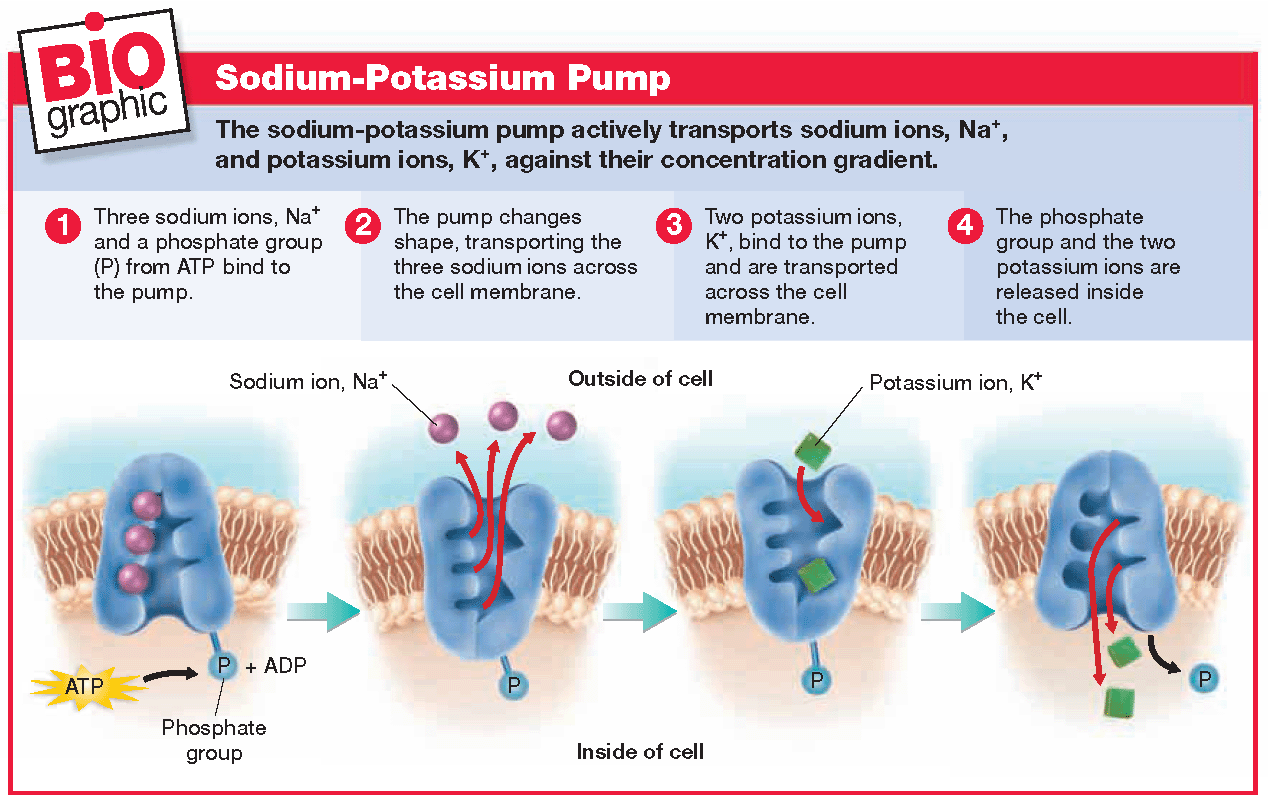 BIO
graphic
Sodium-Potassium Pump
The sodium-potassium pump actively transports sodium ions, Na⁺,
and potassium ions, K⁺, against their concentration gradient.
1
Three sodium ions, Na⁺
and a phosphate group
(P) from ATP bind to
the pump.
2
The pump changes
shape, transporting the
three sodium ions across
the cell membrane.
3
Two potassium ions,
K⁺, bind to the pump
and are transported
across the cell
membrane.
4
The phosphate
group and the two
potassium ions are
released inside
the cell.
Sodium ion, Na⁺
Outside of cell
Potassium ion, K⁺
ATP
P + ADP
P
P
P
Phosphate
group
Inside of cell